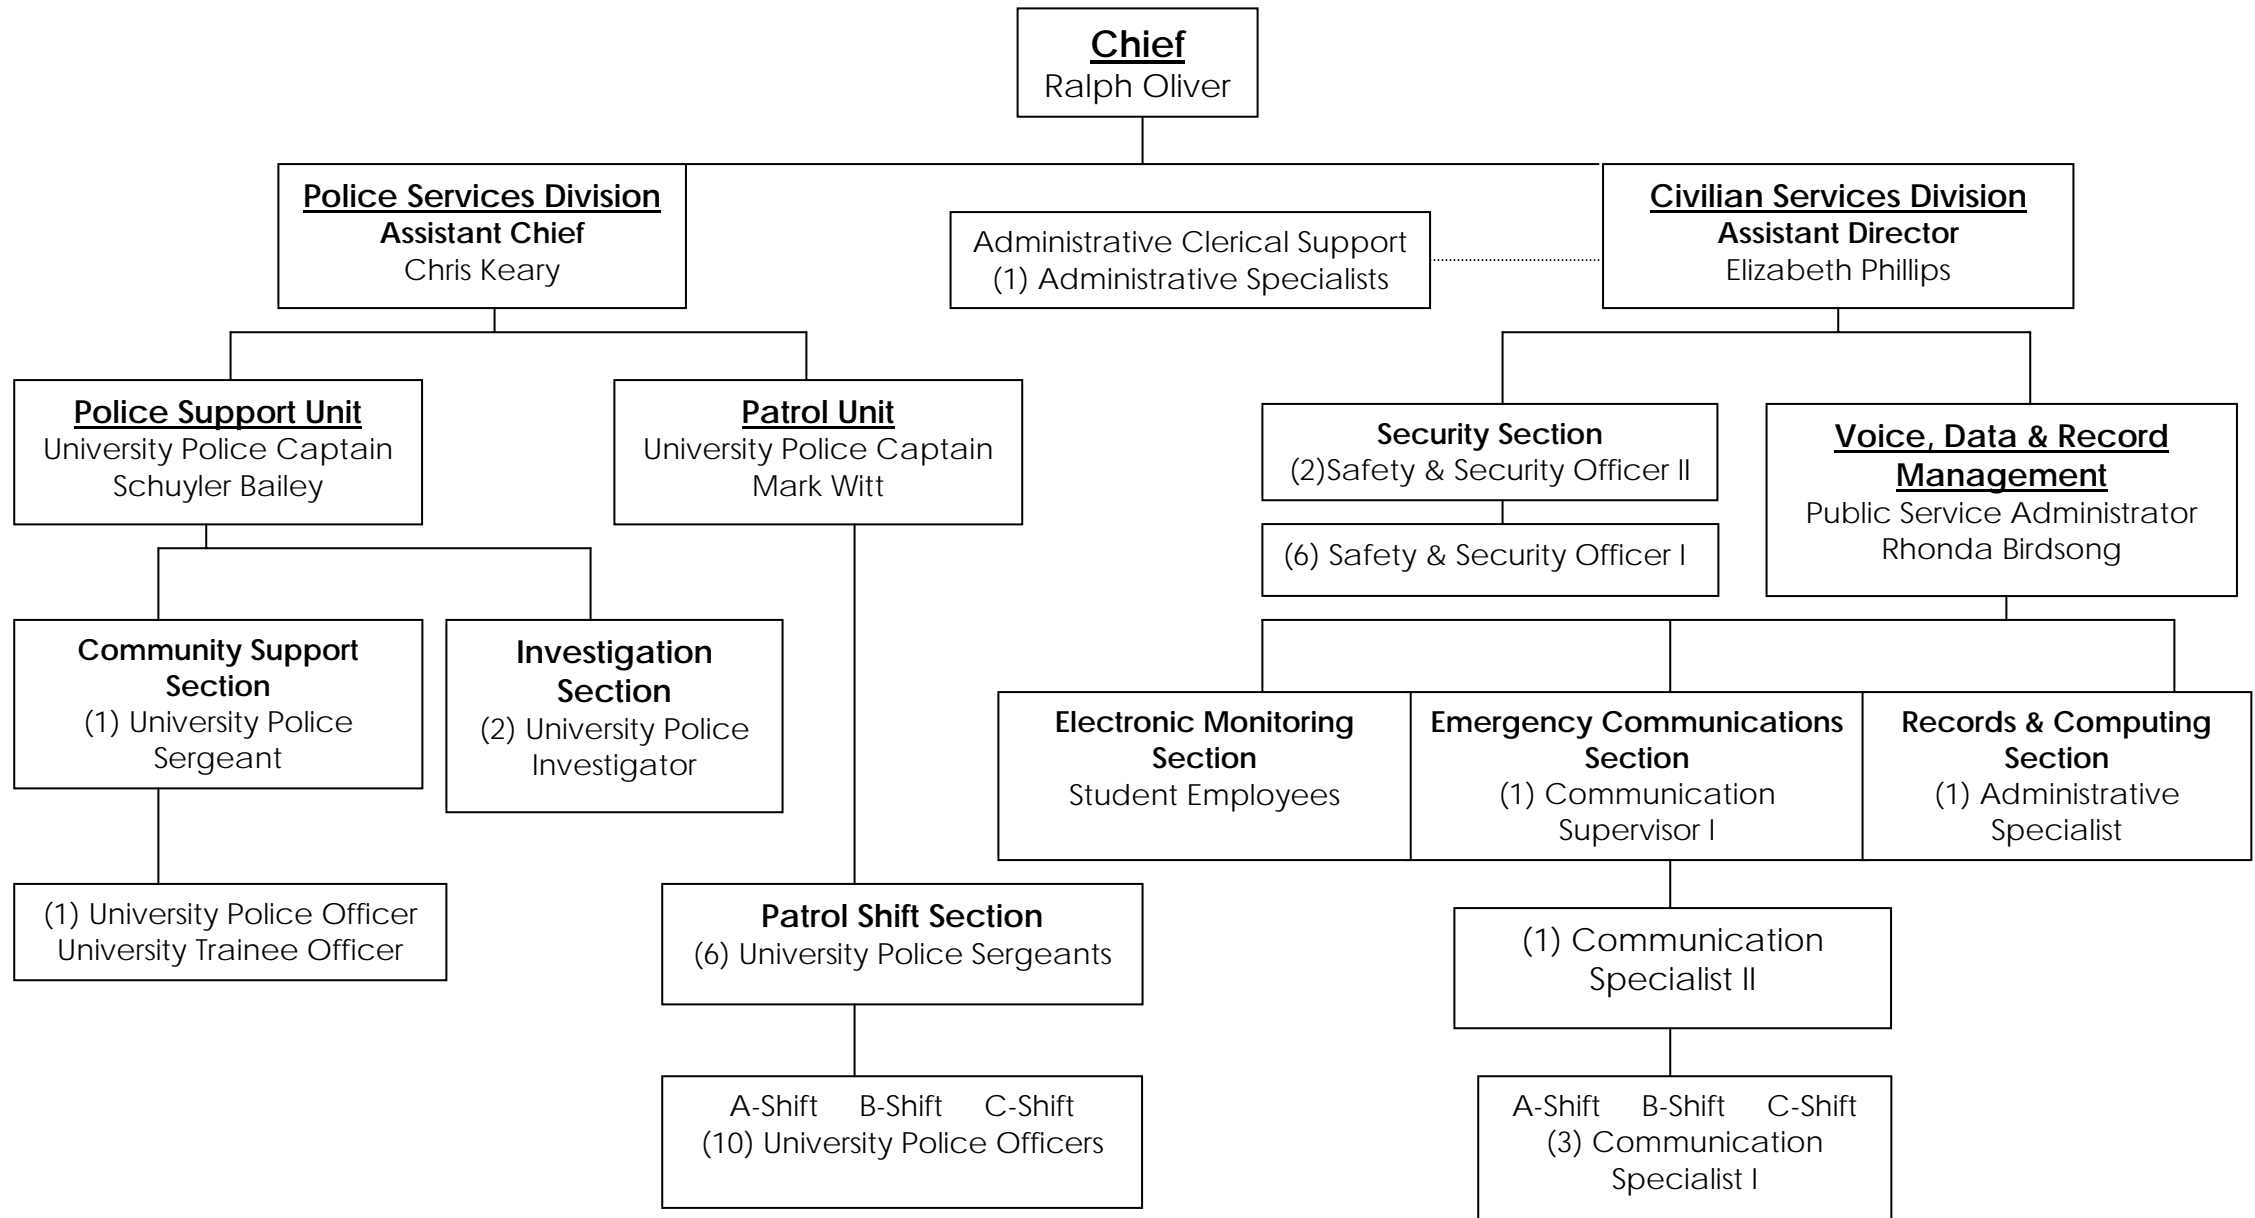 Chief
Ralph Oliver
Police Services Division
Assistant Chief
Chris Keary
Administrative Clerical Support
(1) Administrative Specialists
Civilian Services Division
Assistant Director
Elizabeth Phillips
Police Support Unit
University Police Captain
Schuyler Bailey
Patrol Unit
University Police Captain
Mark Witt
Security Section
(2)Safety & Security Officer II
(6) Safety & Security Officer I
Voice, Data & Record
Management
Public Service Administrator
Rhonda Birdsong
Community Support
Section
(1) University Police
Sergeant
Investigation
Section
(2) University Police
Investigator
Electronic Monitoring
Section
Student Employees
Emergency Communications
Section
(1) Communication
Supervisor I
Records & Computing
Section
(1) Administrative
Specialist
(1) University Police Officer
University Trainee Officer
Patrol Shift Section
(6) University Police Sergeants
(1) Communication
Specialist II
A-Shift B-Shift C-Shift
(10) University Police Officers
A-Shift B-Shift C-Shift
(3) Communication
Specialist I